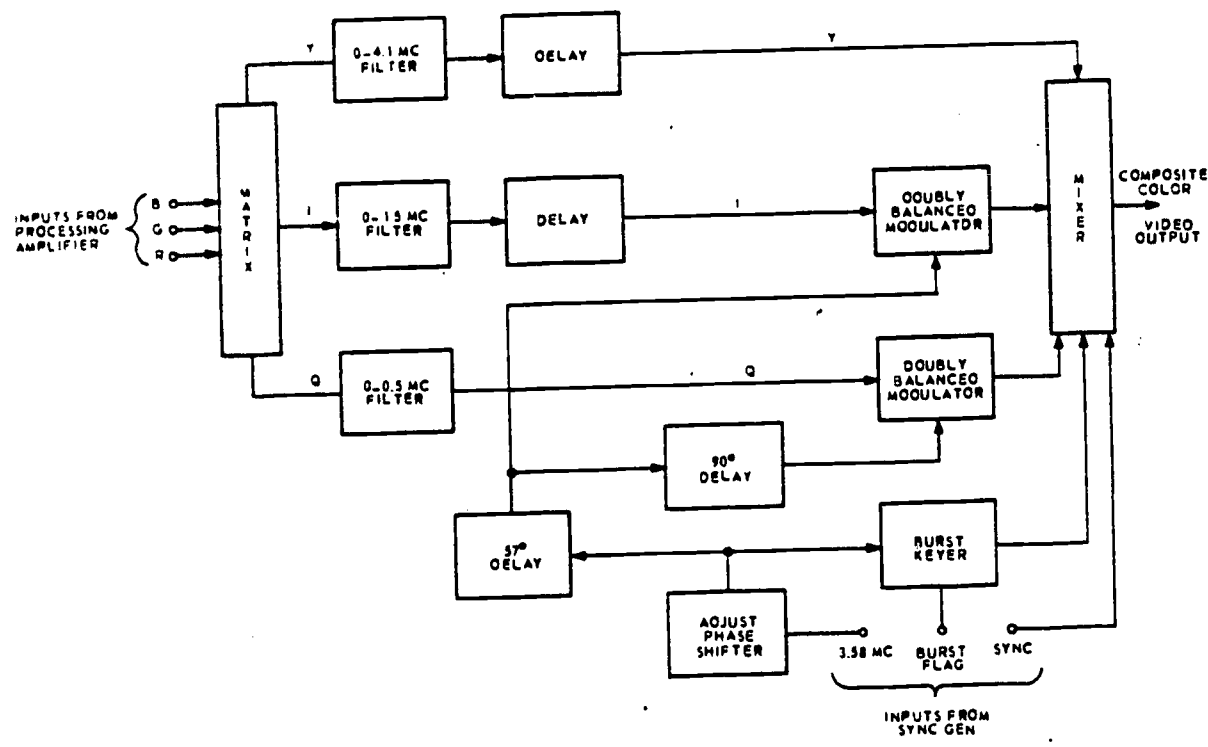 Y
0-4.1 MC
FILTER
DELAY
Y
INPUTS FROM
PROCESSING
AMPLIFIER
B
G
R
MATRIX
I
0-1.5 MC
FILTER
DELAY
I
DOUBLY
BALANCED
MODULATOR
MIXER
COMPOSITE
COLOR
VIDEO
OUTPUT
Q
0-0.5 MC
FILTER
Q
DOUBLY
BALANCED
MODULATOR
90°
DELAY
57°
DELAY
BURST
KEYER
ADJUST
PHASE
SHIFTER
3.58 MC
BURST
FLAG
SYNC
INPUTS FROM
SYNC GEN